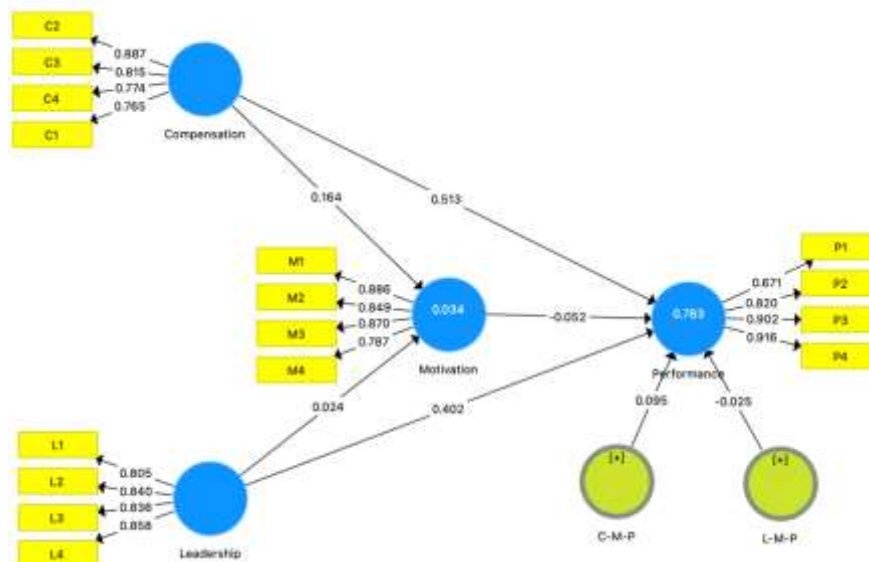 C2
C3
C4
C1
0.887
0.815
0.774
0.765
Compensation
0.164
0.513
M1
M2
M3
M4
0.886
0.849
0.870
0.787
0.034
Motivation
-0.052
0.783
Performance
P1
P2
P3
P4
0.671
0.820
0.902
0.916
0.024
0.402
0.095
-0.025
L1
L2
L3
L4
0.805
0.840
0.836
0.858
Leadership
[+]
C-M-P
[+]
L-M-P